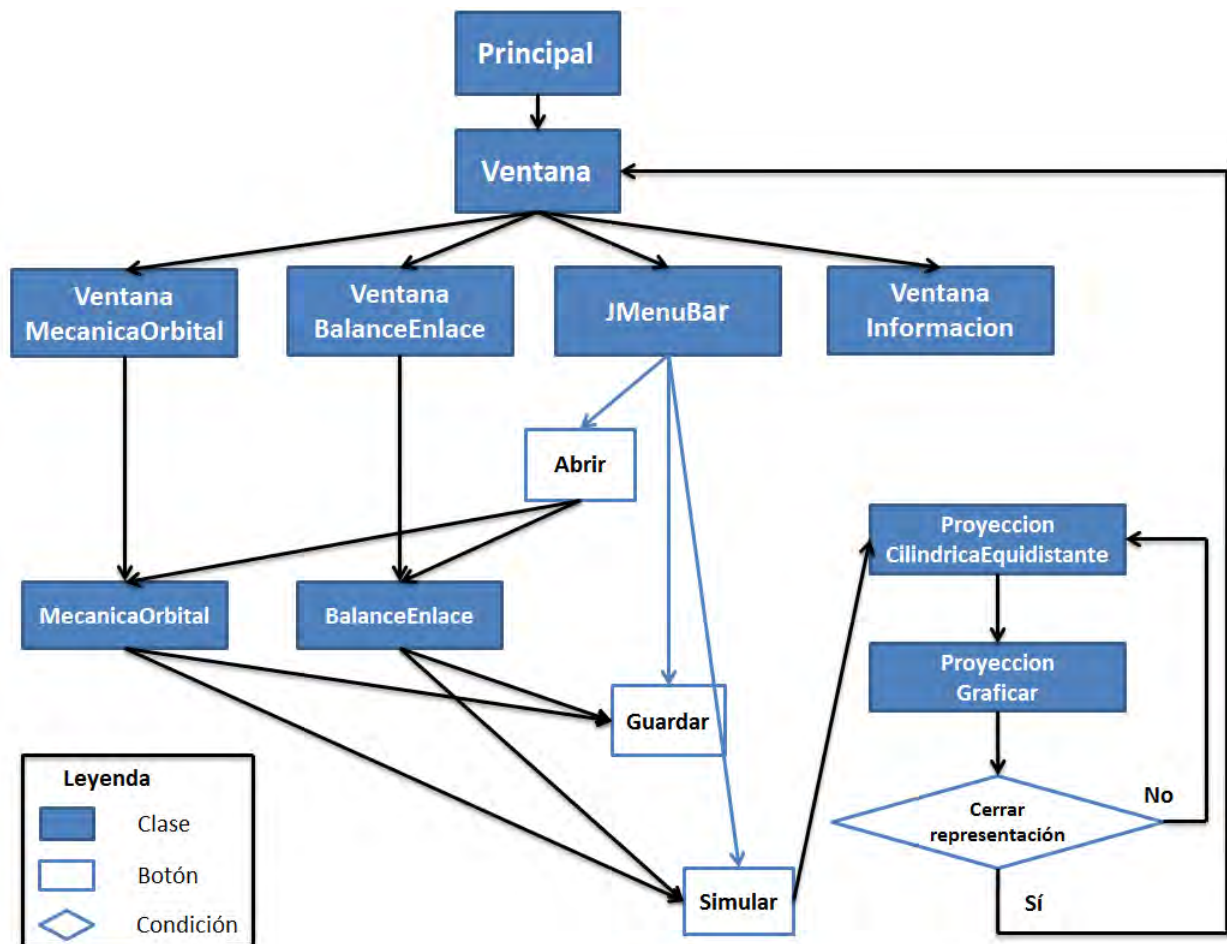 Principal
Ventana
Ventana
MecanicaOrbital
Ventana
BalanceEnlace
JMenuBar
Ventana
Informacion
Abrir
Proyeccion
CilindricaEquidistante
MecanicaOrbital
BalanceEnlace
Proyeccion
Graficar
Guardar
Leyenda
Clase
Botón
Condición
Cerrar
representación
No
Simular
Sí